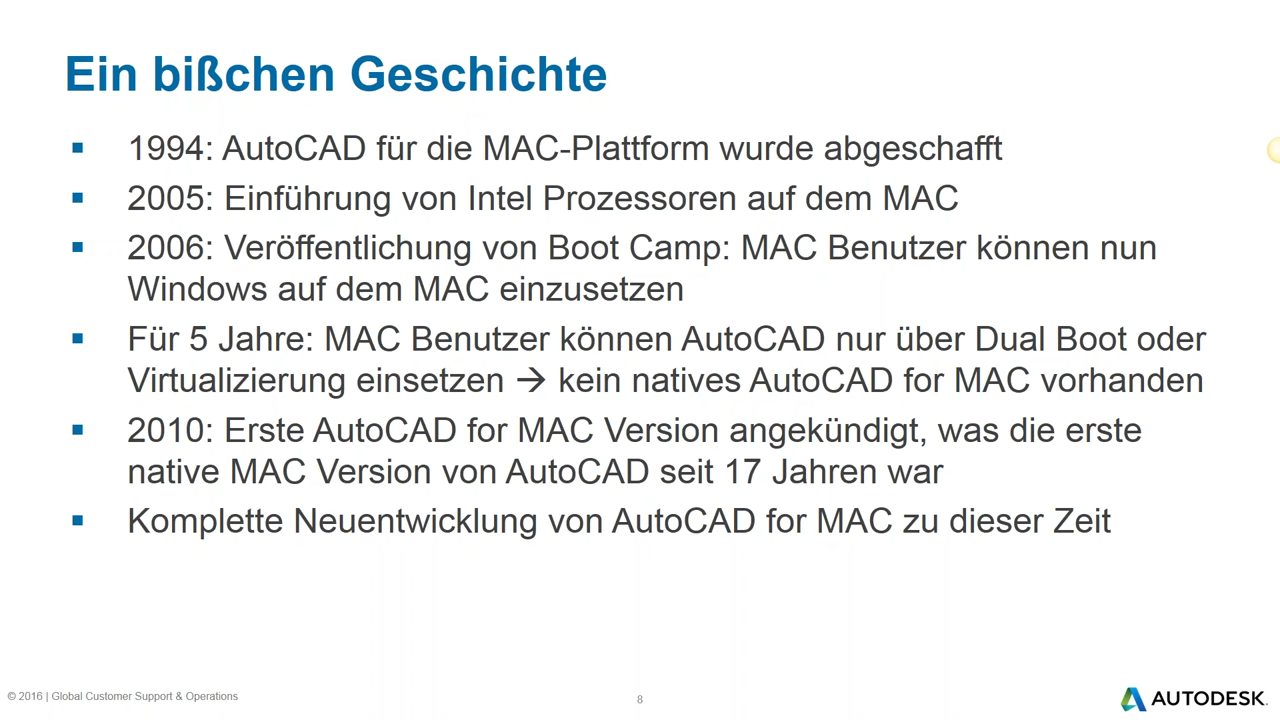 Ein bißchen Geschichte
▪ 1994: AutoCAD für die MAC-Plattform wurde abgeschafft
▪ 2005: Einführung von Intel Prozessoren auf dem MAC
▪ 2006: Veröffentlichung von Boot Camp: MAC Benutzer können nun
Windows auf dem MAC einzusetzen
▪ Für 5 Jahre: MAC Benutzer können AutoCAD nur über Dual Boot oder
Virtualizierung einsetzen → kein natives AutoCAD for MAC vorhanden
▪ 2010: Erste AutoCAD for MAC Version angekündigt, was die erste
native MAC Version von AutoCAD seit 17 Jahren war
▪ Komplette Neuentwicklung von AutoCAD for MAC zu dieser Zeit
© 2016 | Global Customer Support & Operations
8
AUTODESK.